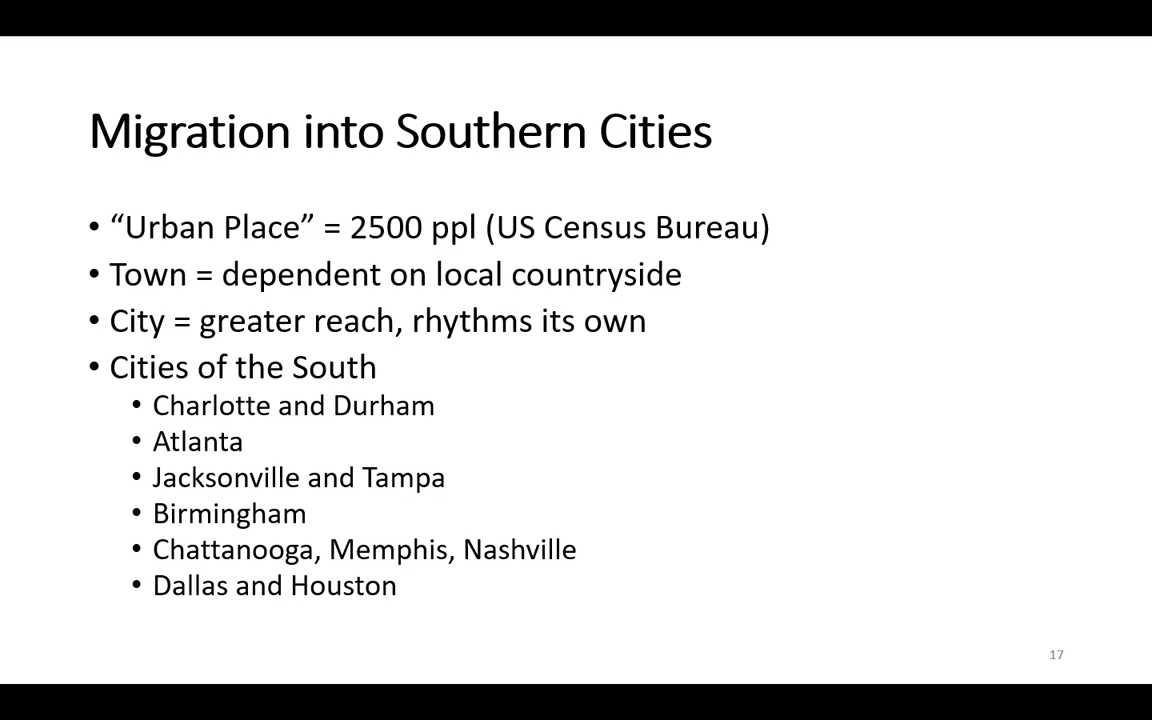 Migration into Southern Cities
• “Urban Place” = 2500 ppl (US Census Bureau)
• Town = dependent on local countryside
• City = greater reach, rhythms its own
• Cities of the South
• Charlotte and Durham
• Atlanta
• Jacksonville and Tampa
• Birmingham
• Chattanooga, Memphis, Nashville
• Dallas and Houston
17